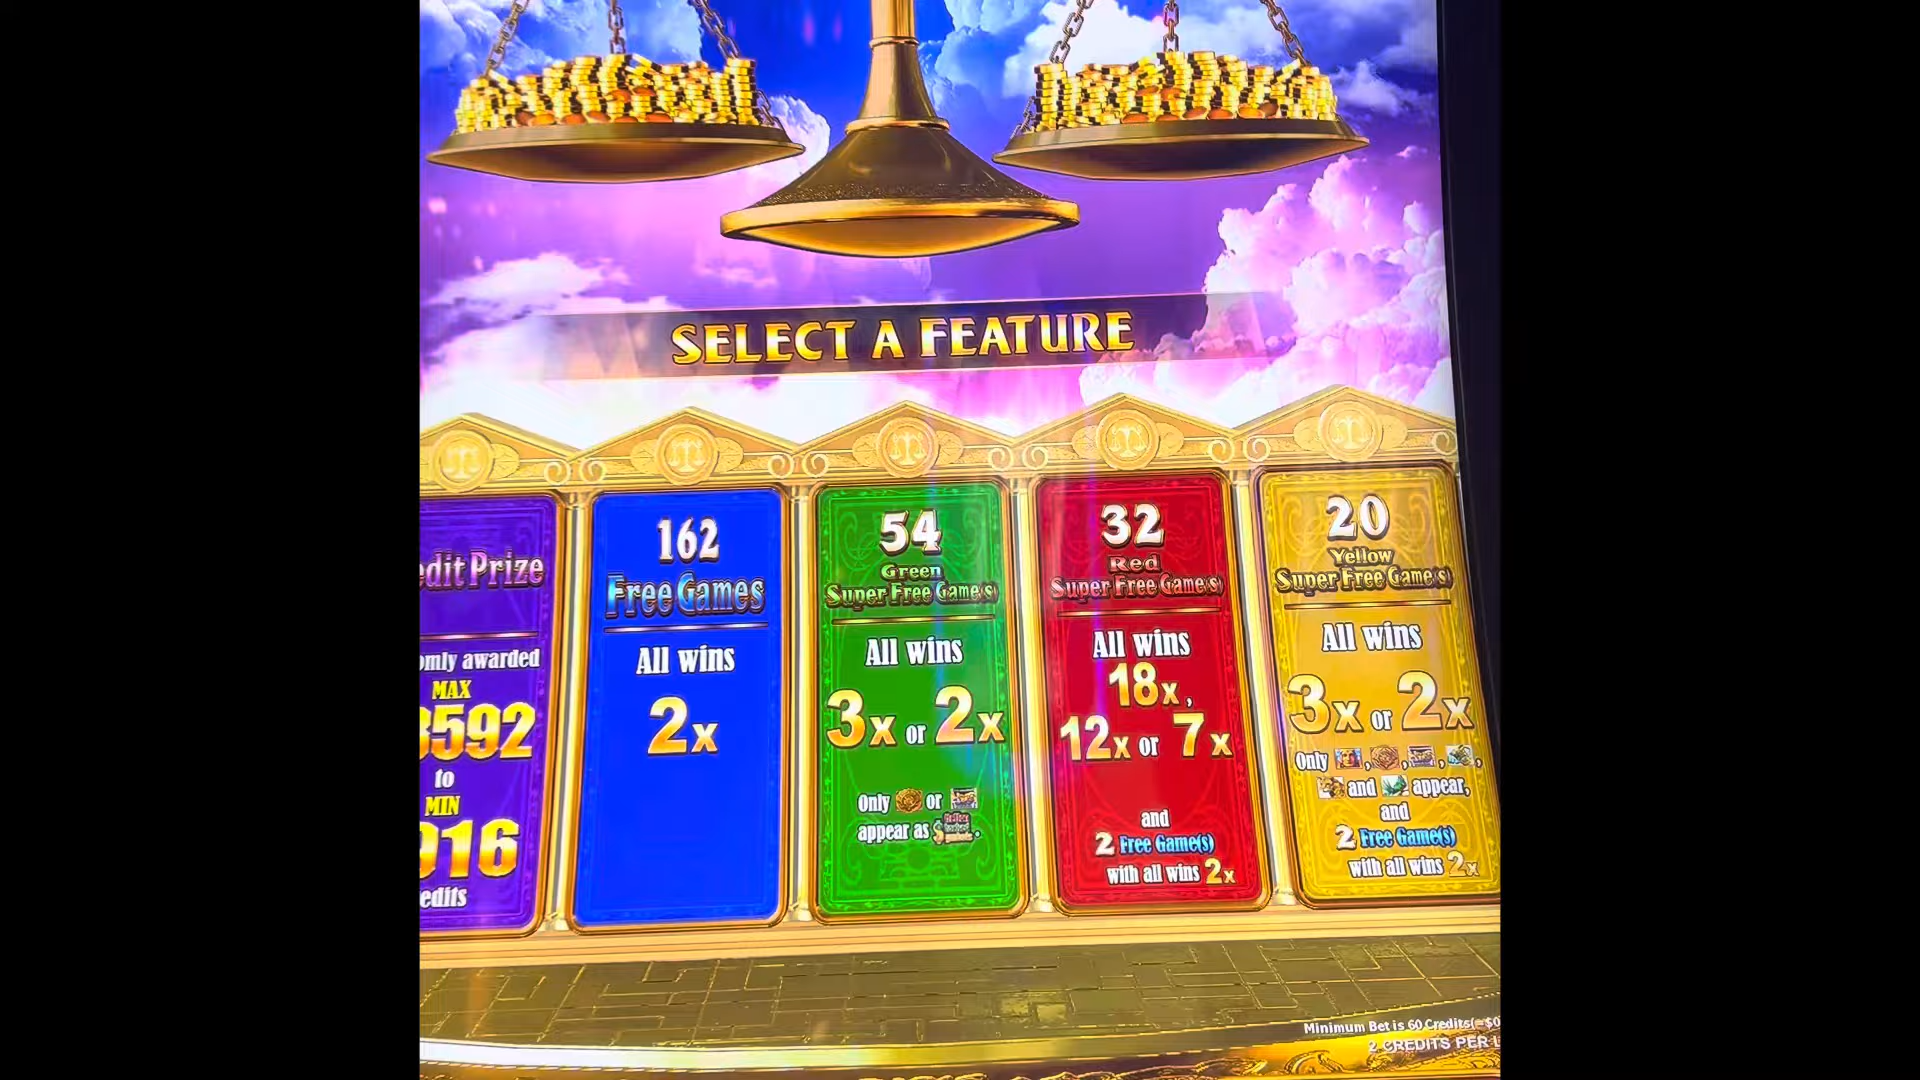 SELECT A FEATURE
edit Prize
omly awarded
MAX
3592
to
MIN
916
edits
162
Free Games
All wins
2x
54
Green
Super Free Game(s)
All wins
3x or 2x
Only or
appear as $
32
Red
Super Free Game(s)
All wins
18x,
12x or 7x
and
2 Free Game(s)
with all wins 2x
20
Yellow
Super Free Game(s)
All wins
3x or 2x
Only , , , ,
and appear,
and
2 Free Game(s)
with all wins 2x
Minimum Bet is 60 Credits(=$0
2 CREDITS PER L